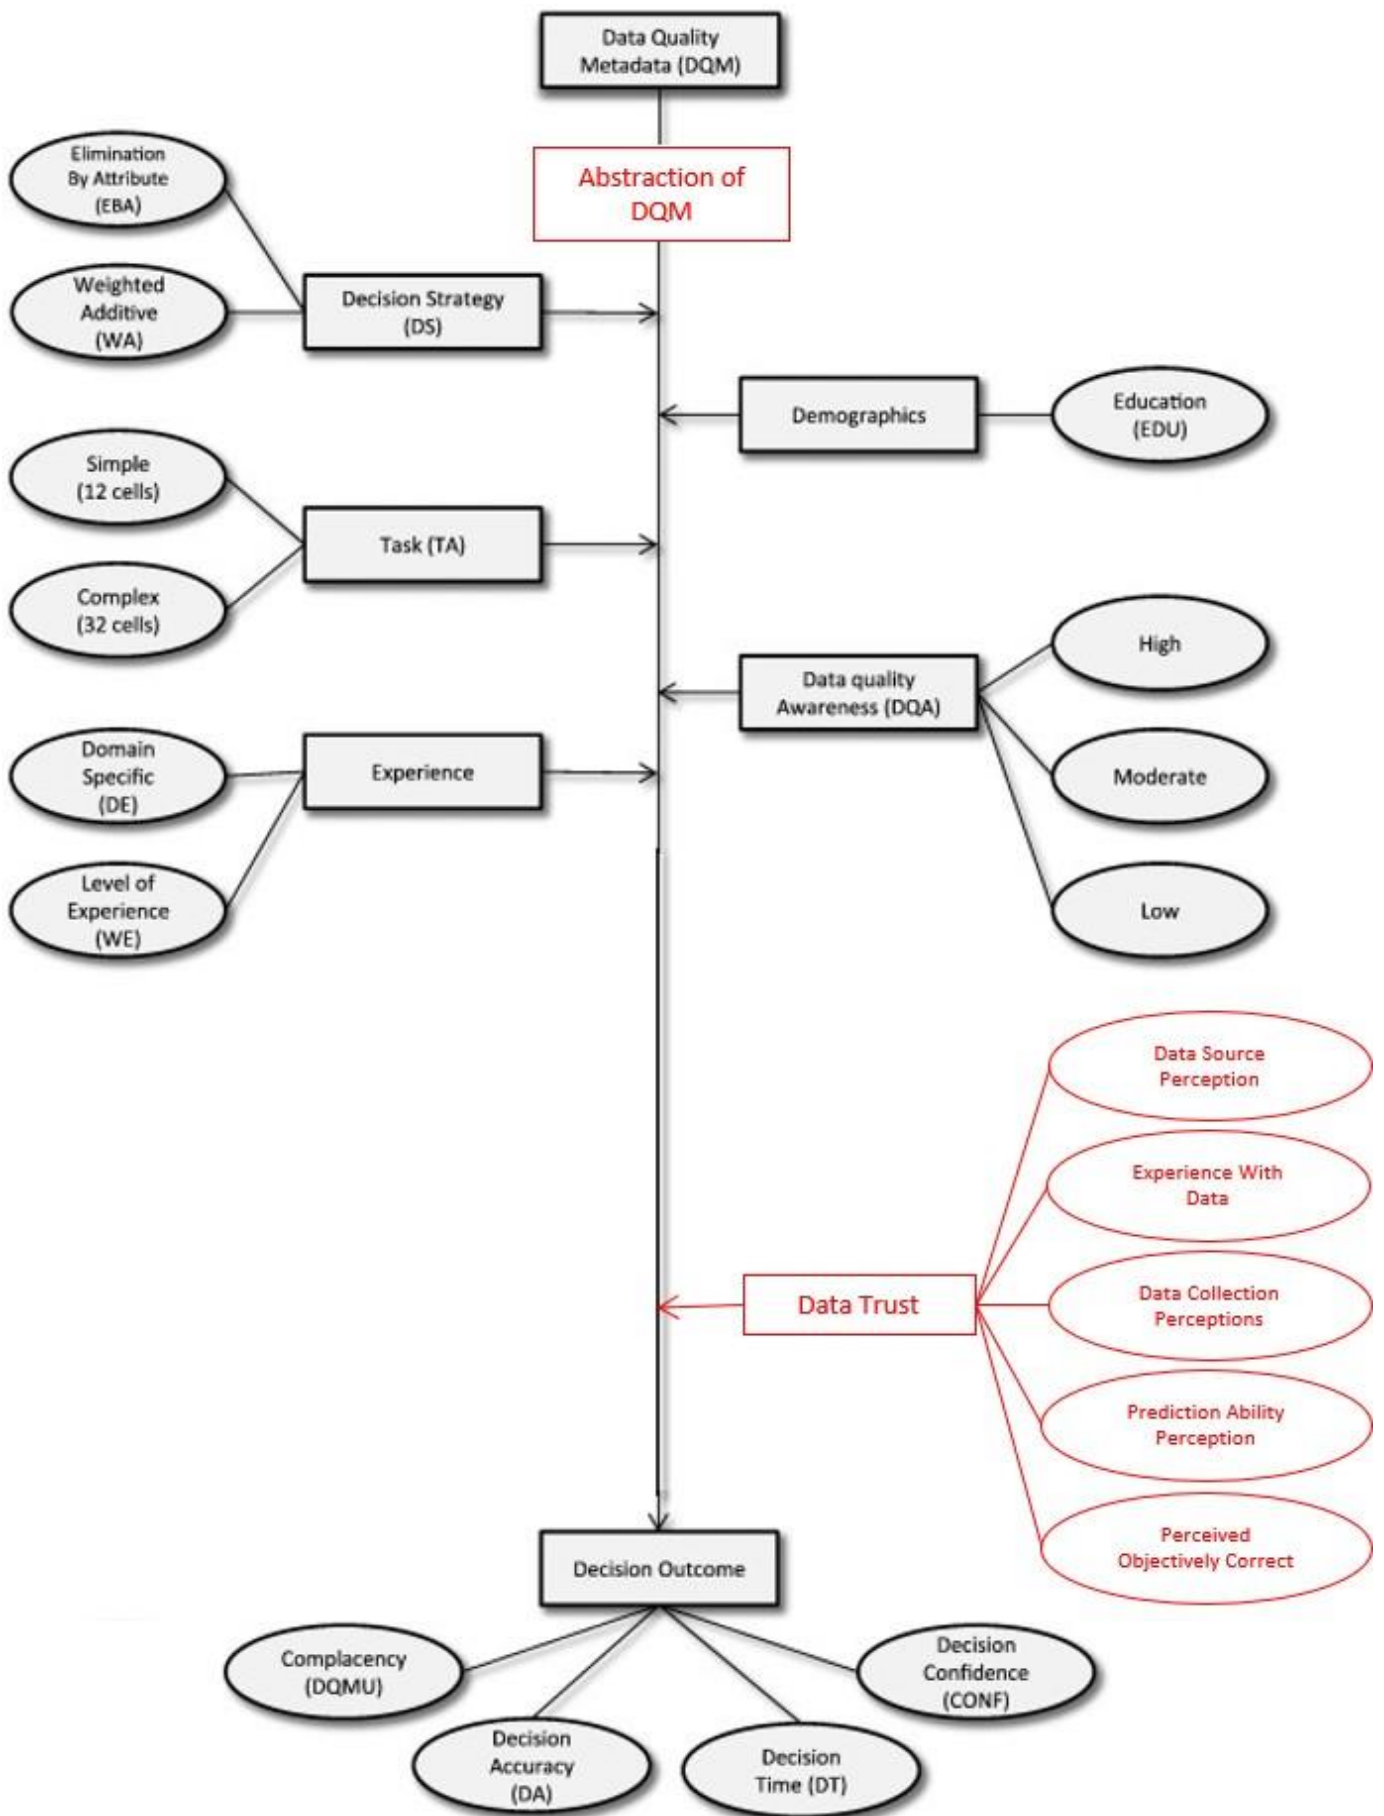 Data Quality
Metadata (DQM)
Abstraction of
DQM
Elimination
By Attribute
(EBA)
Weighted
Additive
(WA)
Decision Strategy
(DS)
Demographics
Education
(EDU)
Simple
(12 cells)
Task (TA)
Complex
(32 cells)
High
Data quality
Awareness (DQA)
Moderate
Low
Domain
Specific
(DE)
Experience
Level of
Experience
(WE)
Data Source
Perception
Experience With
Data
Data Trust
Data Collection
Perceptions
Prediction Ability
Perception
Perceived
Objectively Correct
Decision Outcome
Complacency
(DQMU)
Decision
Accuracy
(DA)
Decision
Time (DT)
Decision
Confidence
(CONF)